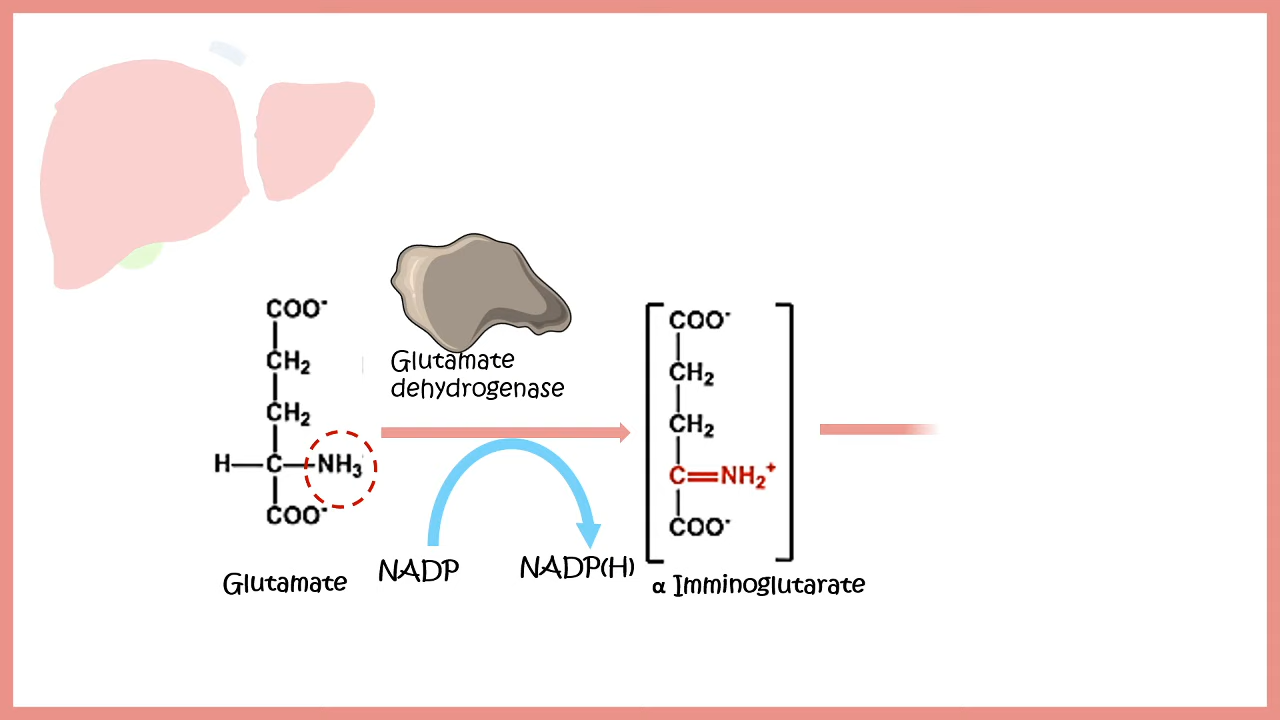 COO⁻
CH₂
CH₂
H—C—NH₃
COO⁻
Glutamate
Glutamate
dehydrogenase
NADP
NADP(H)
COO⁻
CH₂
CH₂
C=NH₂⁺
COO⁻
α Imminoglutarate